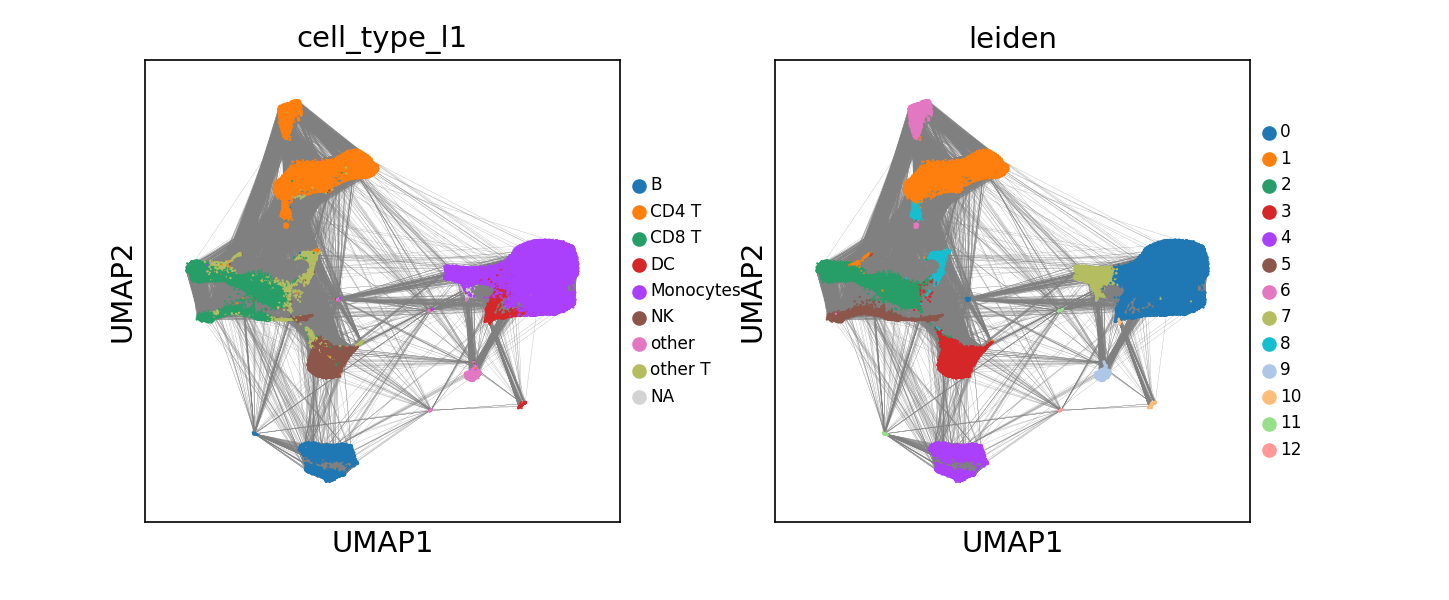 cell_type_l1
UMAP2
UMAP1
B
CD4 T
CD8 T
DC
Monocytes
NK
other
other T
NA
leiden
UMAP2
UMAP1
0
1
2
3
4
5
6
7
8
9
10
11
12